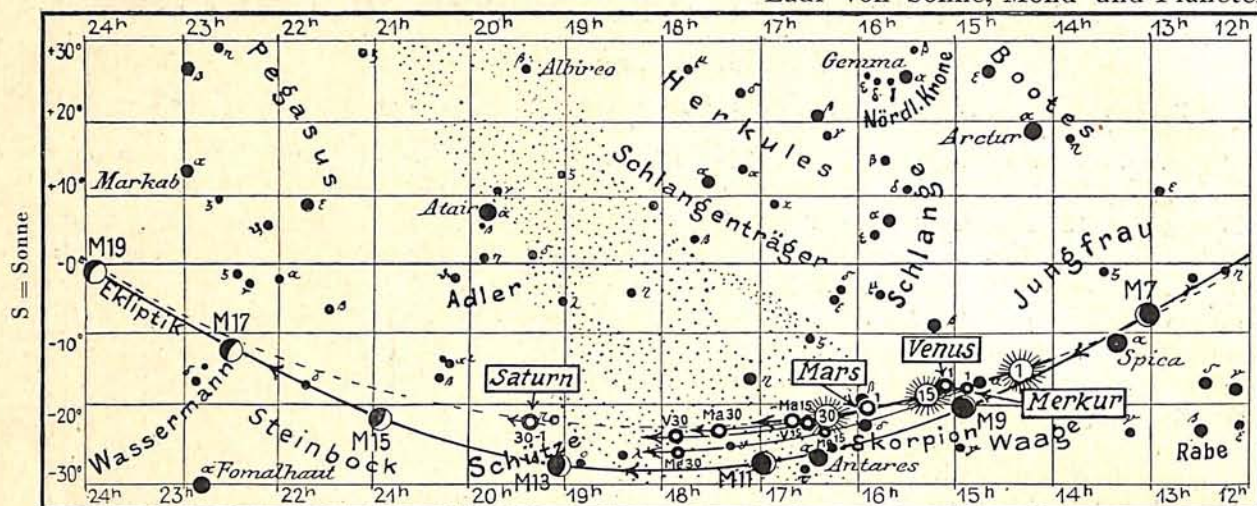 Lauf von Sonne, Mond und Planete
24h 23h 22h 21h 20h 19h 18h 17h 16h 15h 14h 13h 12h
S = Sonne
+30°
+20°
+10°
0°
-10°
-20°
-30°
Pegasus
Albireo
Herkules
Gemma
Nördl. Krone
Bootes
Arctur
Markab
Atair
Schlangenträger
Schlange
Jungfrau
M19
Ekliptik
Adler
M7
M17
Spica
Venus
Mars
Saturn
1
15
30
Merkur
Ma30
Ma15
V30
V15
Me30
Me15
30-1
M9
Wassermann
Steinbock
M15
Schütze
Skorpion
Waage
Rabe
α Fomalhaut
M13
M11
Antares
24h 23h 22h 21h 20h 19h 18h 17h 16h 15h 14h 13h 12h